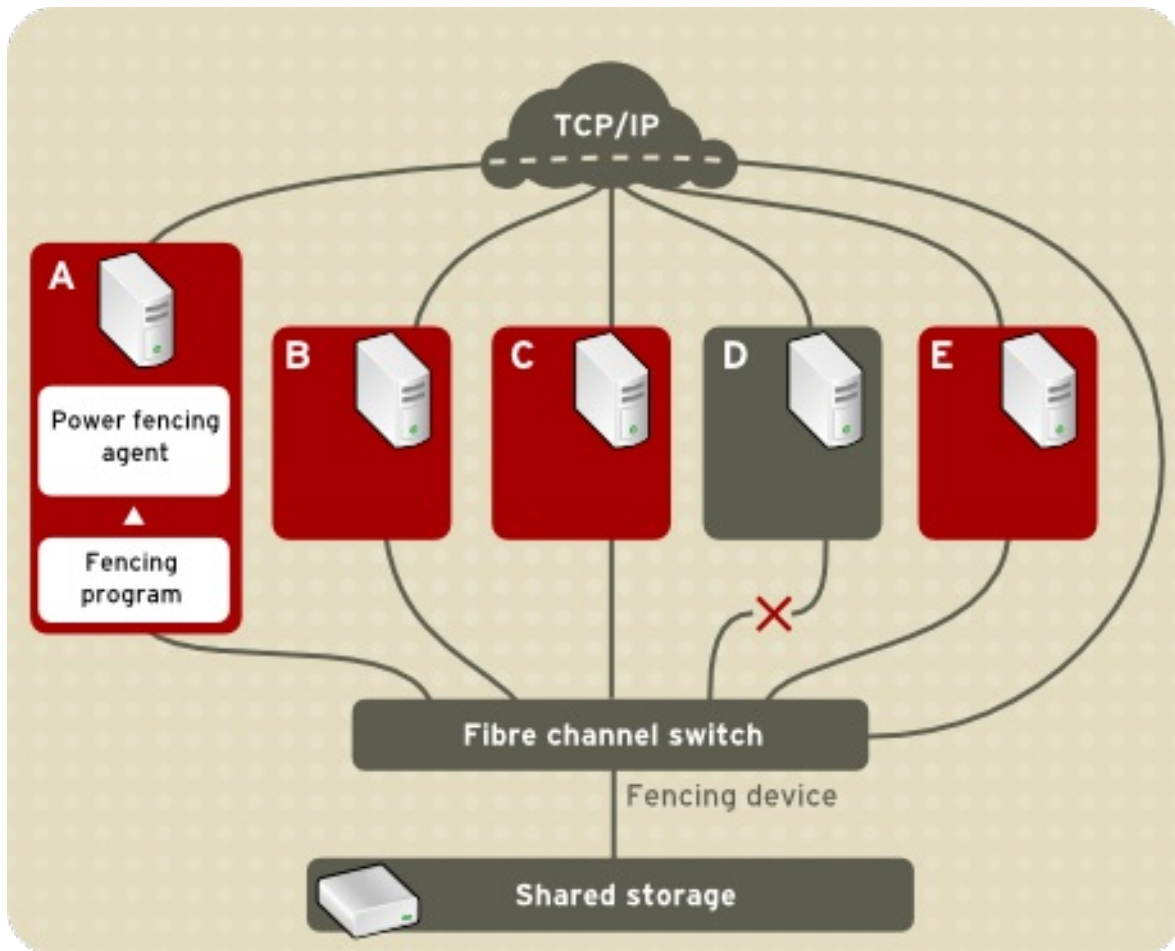 TCP/IP
A
Power fencing
agent
Fencing
program
B
C
D
E
Fibre channel switch
Fencing device
Shared storage